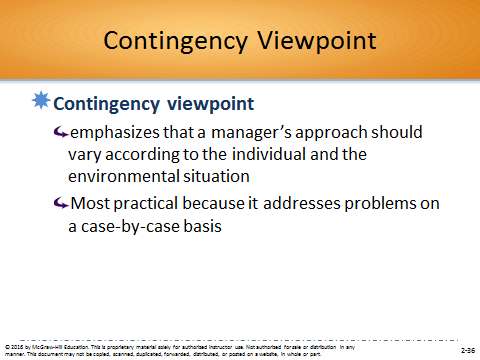 Contingency Viewpoint
Contingency viewpoint
emphasizes that a manager's approach should
vary according to the individual and the
environmental situation
Most practical because it addresses problems on
a case-by-case basis
© 2016 by McGraw-Hill Education. This is proprietary material solely for authorized instructor use. Not authorized for sale or distribution in any
manner. This document may not be copied, scanned, duplicated, forwarded, distributed, or posted on a website, in whole or part.
2-36